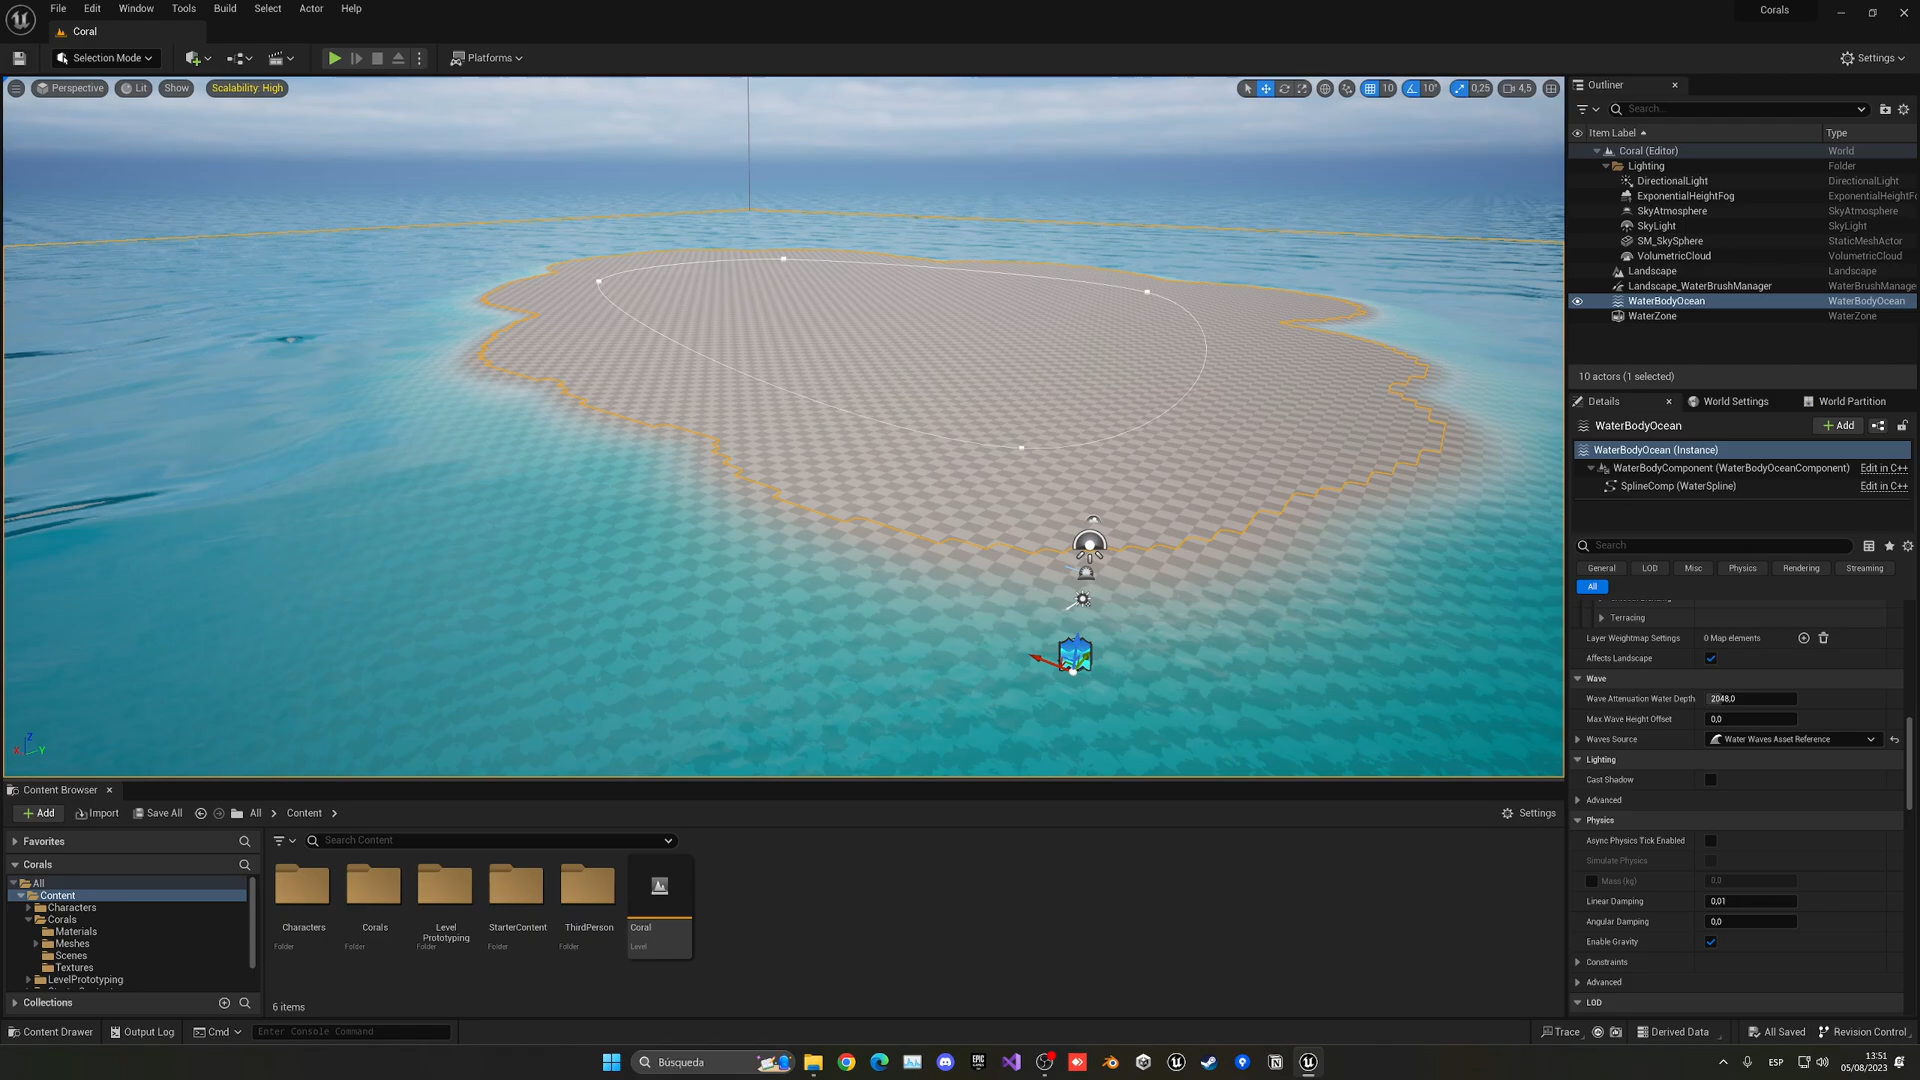 File Edit Window Tools Build Select Actor Help
Corals
Coral
Selection Mode
Platforms
Settings
Perspective Lit Show Scalability: High
10 10° 0,25 4,5
Outliner
Search...
Item Label Type
Coral (Editor) World
Lighting Folder
DirectionalLight DirectionalLight
ExponentialHeightFog ExponentialHeightFo
SkyAtmosphere SkyAtmosphere
SkyLight SkyLight
SM_SkySphere StaticMeshActor
VolumetricCloud VolumetricCloud
Landscape Landscape
Landscape_WaterBrushManager WaterBrushManage
WaterBodyOcean WaterBodyOcean
WaterZone WaterZone
10 actors (1 selected)
Details World Settings World Partition
WaterBodyOcean Add
WaterBodyOcean (Instance)
WaterBodyComponent (WaterBodyOceanComponent) Edit in C++
SplineComp (WaterSpline) Edit in C++
Search
General LOD Misc Physics Rendering Streaming
All
Terracing
Layer Weightmap Settings 0 Map elements
Affects Landscape
Wave
Wave Attenuation Water Depth 2048,0
Max Wave Height Offset 0,0
Waves Source Water Waves Asset Reference
Lighting
Cast Shadow
Advanced
Physics
Async Physics Tick Enabled
Simulate Physics
Mass (kg) 0,0
Linear Damping 0,01
Angular Damping 0,0
Enable Gravity
Constraints
Advanced
LOD
Z
X Y
Content Browser
Add Import Save All All Content Settings
Favorites
Search Content
Corals
All
Content
Characters
Corals
Materials
Meshes
Scenes
Textures
LevelPrototyping
Collections
Characters
Folder
Corals
Folder
Level
Prototyping
Folder
StarterContent
Folder
ThirdPerson
Folder
Coral
Level
6 items
Content Drawer Output Log Cmd Enter Console Command
Trace Derived Data All Saved Revision Control
Búsqueda
ESP
13:51
05/08/2023